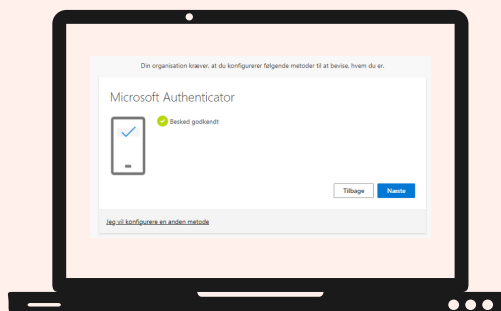 Din organisation kræver, at du konfigurerer følgende metoder til at bevise, hvem du er.
Microsoft Authenticator
Besked godkendt
Tilbage
Næste
Jeg vil konfigurere en anden metode